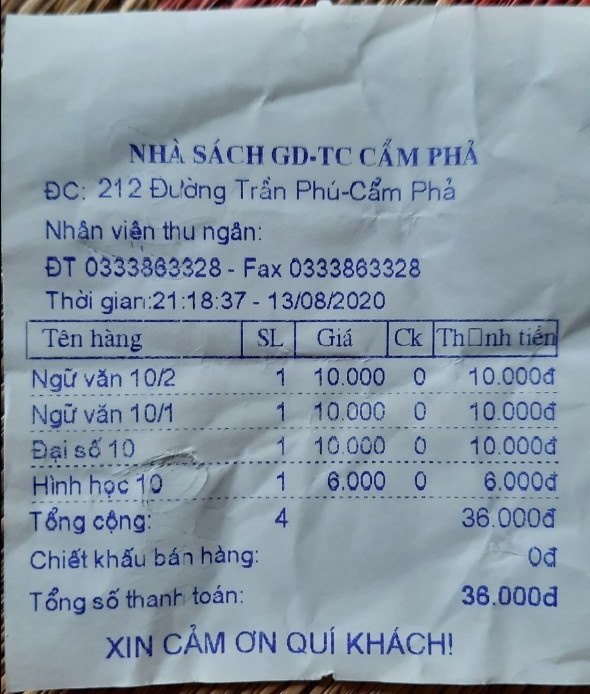 NHÀ SÁCH GD-TC CẨM PHẢ
ĐC: 212 Đường Trần Phú-Cẩm Phả
Nhân viện thu ngân:
ĐT 0333863328 - Fax 0333863328
Thời gian:21:18:37 - 13/08/2020
Tên hàng SL Giá Ck Th□nh tiền
Ngữ văn 10/2 1 10.000 0 10.000đ
Ngữ văn 10/1 1 10.000 0 10.000đ
Đại số 10 1 10.000 0 10.000đ
Hình học 10 1 6.000 0 6.000đ
Tổng cộng: 4 36.000đ
Chiết khấu bán hàng: 0đ
Tổng số thanh toán: 36.000đ
XIN CẢM ƠN QUÍ KHÁCH!